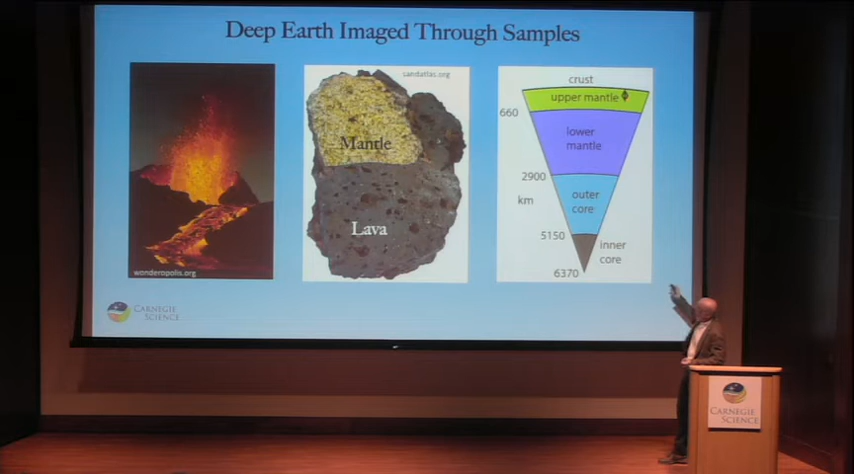 Deep Earth Imaged Through Samples
wonderopolis.org
sandatlas.org
Mantle
Lava
crust
upper mantle
660
lower
mantle
2900
km
outer
core
5150
inner
core
6370
CARNEGIE
SCIENCE
CARNEGIE
SCIENCE